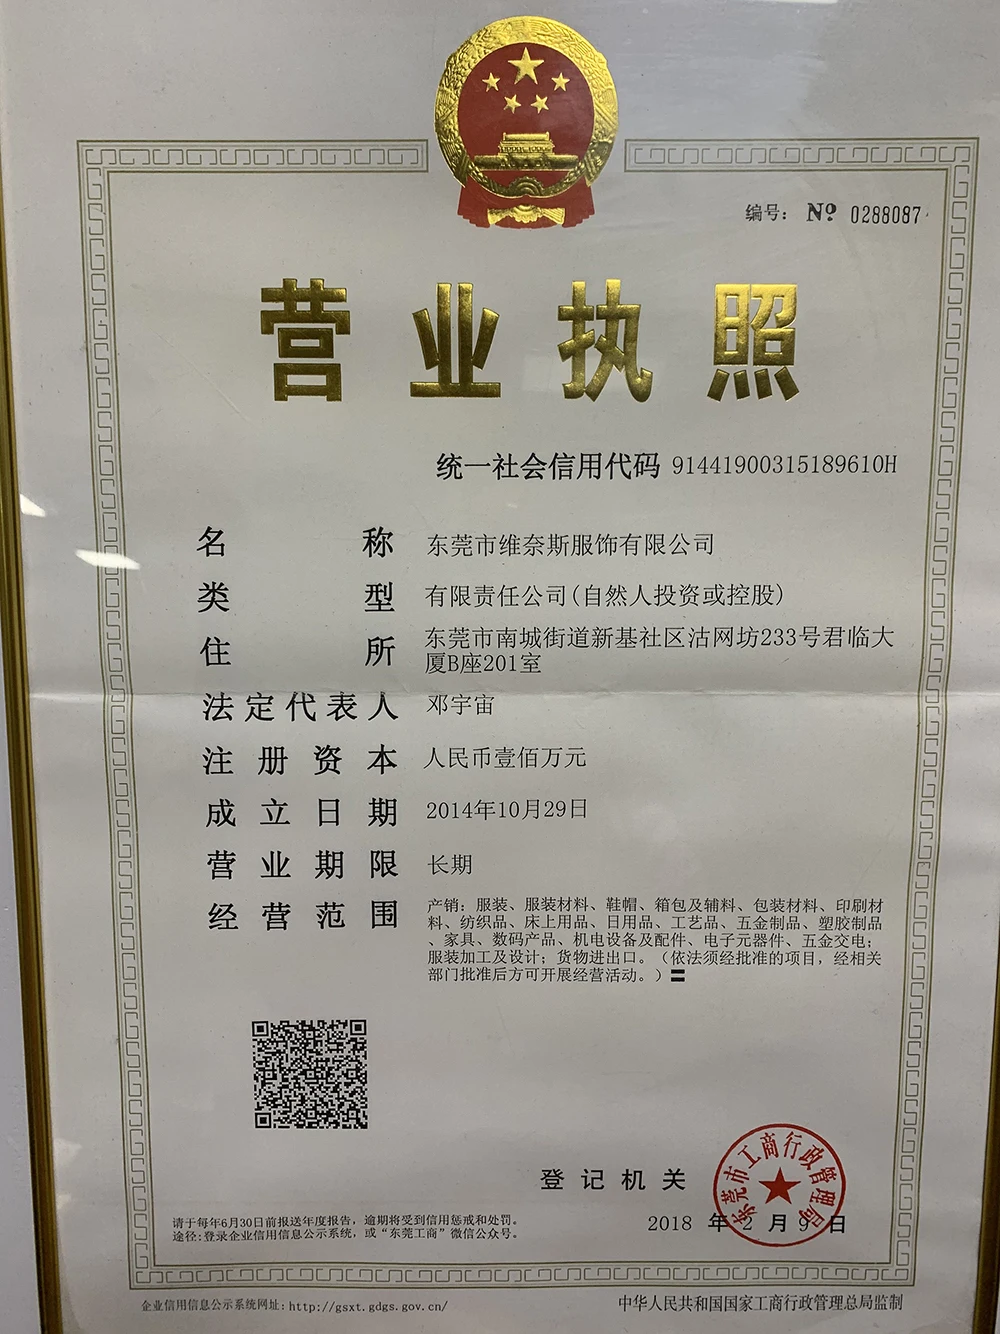 编号： № 0288087
营业执照
统一社会信用代码 91441900315189610H
名称 东莞市维奈斯服饰有限公司
类型 有限责任公司(自然人投资或控股)
住所 东莞市南城街道新基社区沽网坊233号君临大
厦B座201室
法定代表人 邓宇宙
注册资本 人民币壹佰万元
成立日期 2014年10月29日
营业期限 长期
经营范围 产销：服装、服装材料、鞋帽、箱包及辅料、包装材料、印刷材
料、纺织品、床上用品、日用品、工艺品、五金制品、塑胶制品
、家具、数码产品、机电设备及配件、电子元器件、五金交电；
服装加工及设计；货物进出口。（依法须经批准的项目，经相关
部门批准后方可开展经营活动。）〓
登记机关
东莞市工商行政管理局
2018 年 2 月 9 日
请于每年6月30日前报送年度报告，逾期将受到信用惩戒和处罚。
途径:登录企业信用信息公示系统，或“东莞工商”微信公众号。
企业信用信息公示系统网址:http://gsxt.gdgs.gov.cn/
中华人民共和国国家工商行政管理总局监制